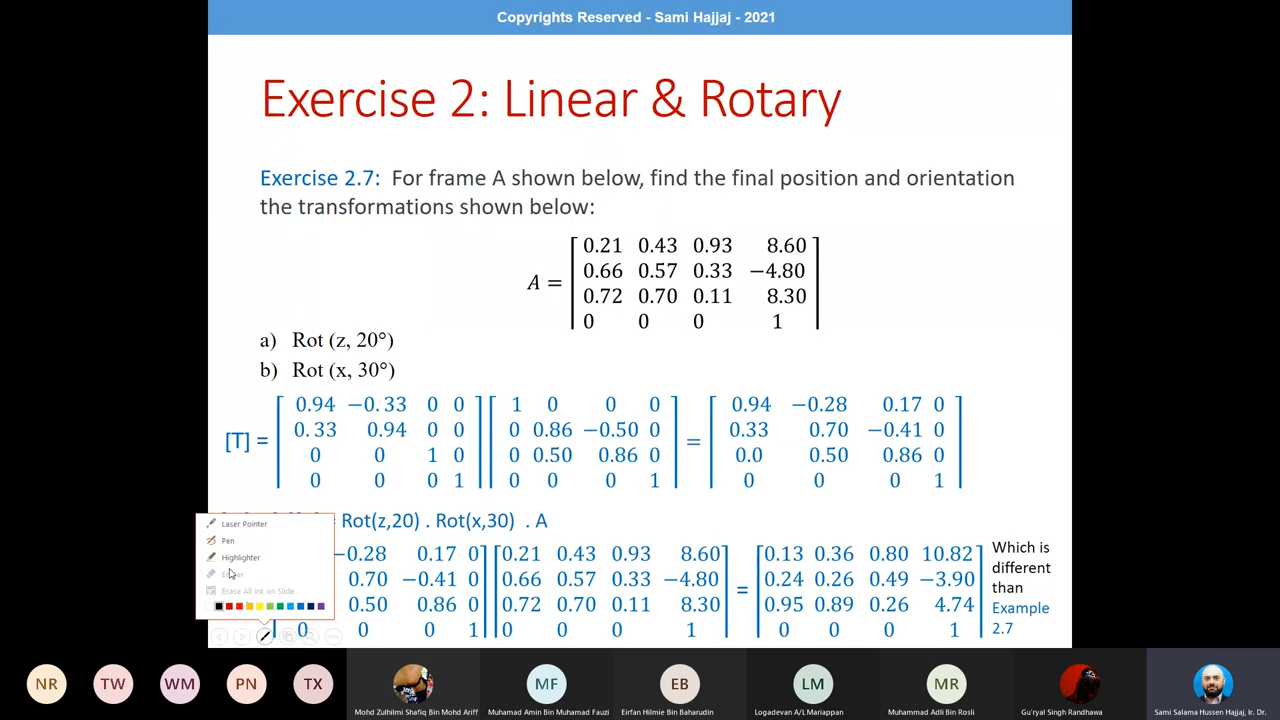 Copyrights Reserved - Sami Hajjaj - 2021
Exercise 2: Linear & Rotary
Exercise 2.7: For frame A shown below, find the final position and orientation
the transformations shown below:
A = [0.21 0.43 0.93 8.60
0.66 0.57 0.33 −4.80
0.72 0.70 0.11 8.30
0 0 0 1]
a) Rot (z, 20°)
b) Rot (x, 30°)
[T] = [0.94 −0.33 0 0
0.33 0.94 0 0
0 0 1 0
0 0 0 1] [1 0 0 0
0 0.86 −0.50 0
0 0.50 0.86 0
0 0 0 1] = [0.94 −0.28 0.17 0
0.33 0.70 −0.41 0
0.0 0.50 0.86 0
0 0 0 1]
= Rot(z,20) . Rot(x,30) . A
−0.28 0.17 0
0.70 −0.41 0
0.50 0.86 0
0 0 0 1] [0.21 0.43 0.93 8.60
0.66 0.57 0.33 −4.80
0.72 0.70 0.11 8.30
0 0 0 1] = [0.13 0.36 0.80 10.82
0.24 0.26 0.49 −3.90
0.95 0.89 0.26 4.74
0 0 0 1]
Which is
different
than
Example
2.7
Laser Pointer
Pen
Highlighter
Eraser
Erase All Ink on Slide
NR
TW
WM
PN
TX
Mohd Zulhilmi Shafiq Bin Mohd Ariff
MF
Muhamad Amin Bin Muhamad Fauzi
EB
Eirfan Hilmie Bin Baharudin
LM
Logadevan A/L Mariappan
MR
Muhammad Adli Bin Rosli
Gu'ryal Singh Randhawa
Sami Salama Hussen Hajjaj, Ir. Dr.